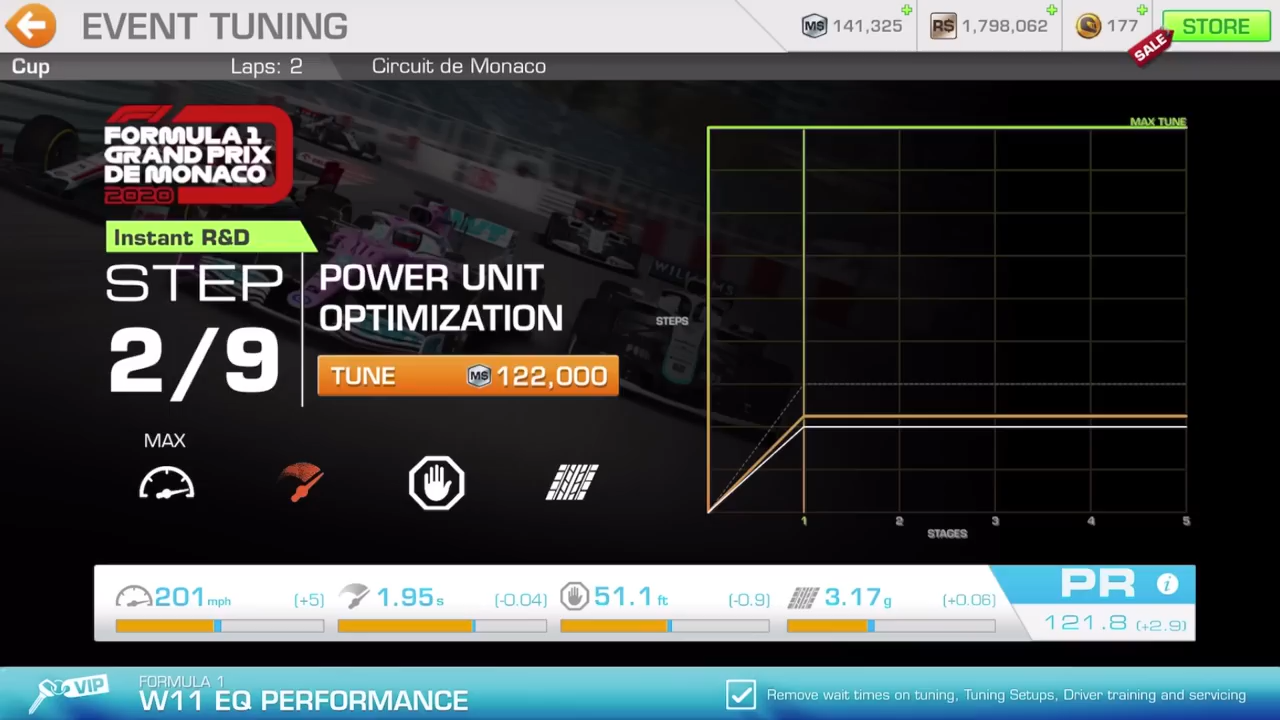 EVENT TUNING
MS 141,325
RS 1,798,062
177
STORE
SALE
Cup
Laps: 2
Circuit de Monaco
FORMULA 1
GRAND PRIX
DE MONACO
2020
Instant R&D
STEP
2/9
POWER UNIT
OPTIMIZATION
TUNE MS 122,000
MAX
MAX TUNE
STEPS
WILLIAMS
1 2 3 4 5
STAGES
201 mph (+5)
1.95 s (-0.04)
51.1 ft (-0.9)
3.17 g (+0.06)
PR i
121.8 (+2.9)
VIP
FORMULA 1
W11 EQ PERFORMANCE
Remove wait times on tuning, Tuning Setups, Driver training and servicing